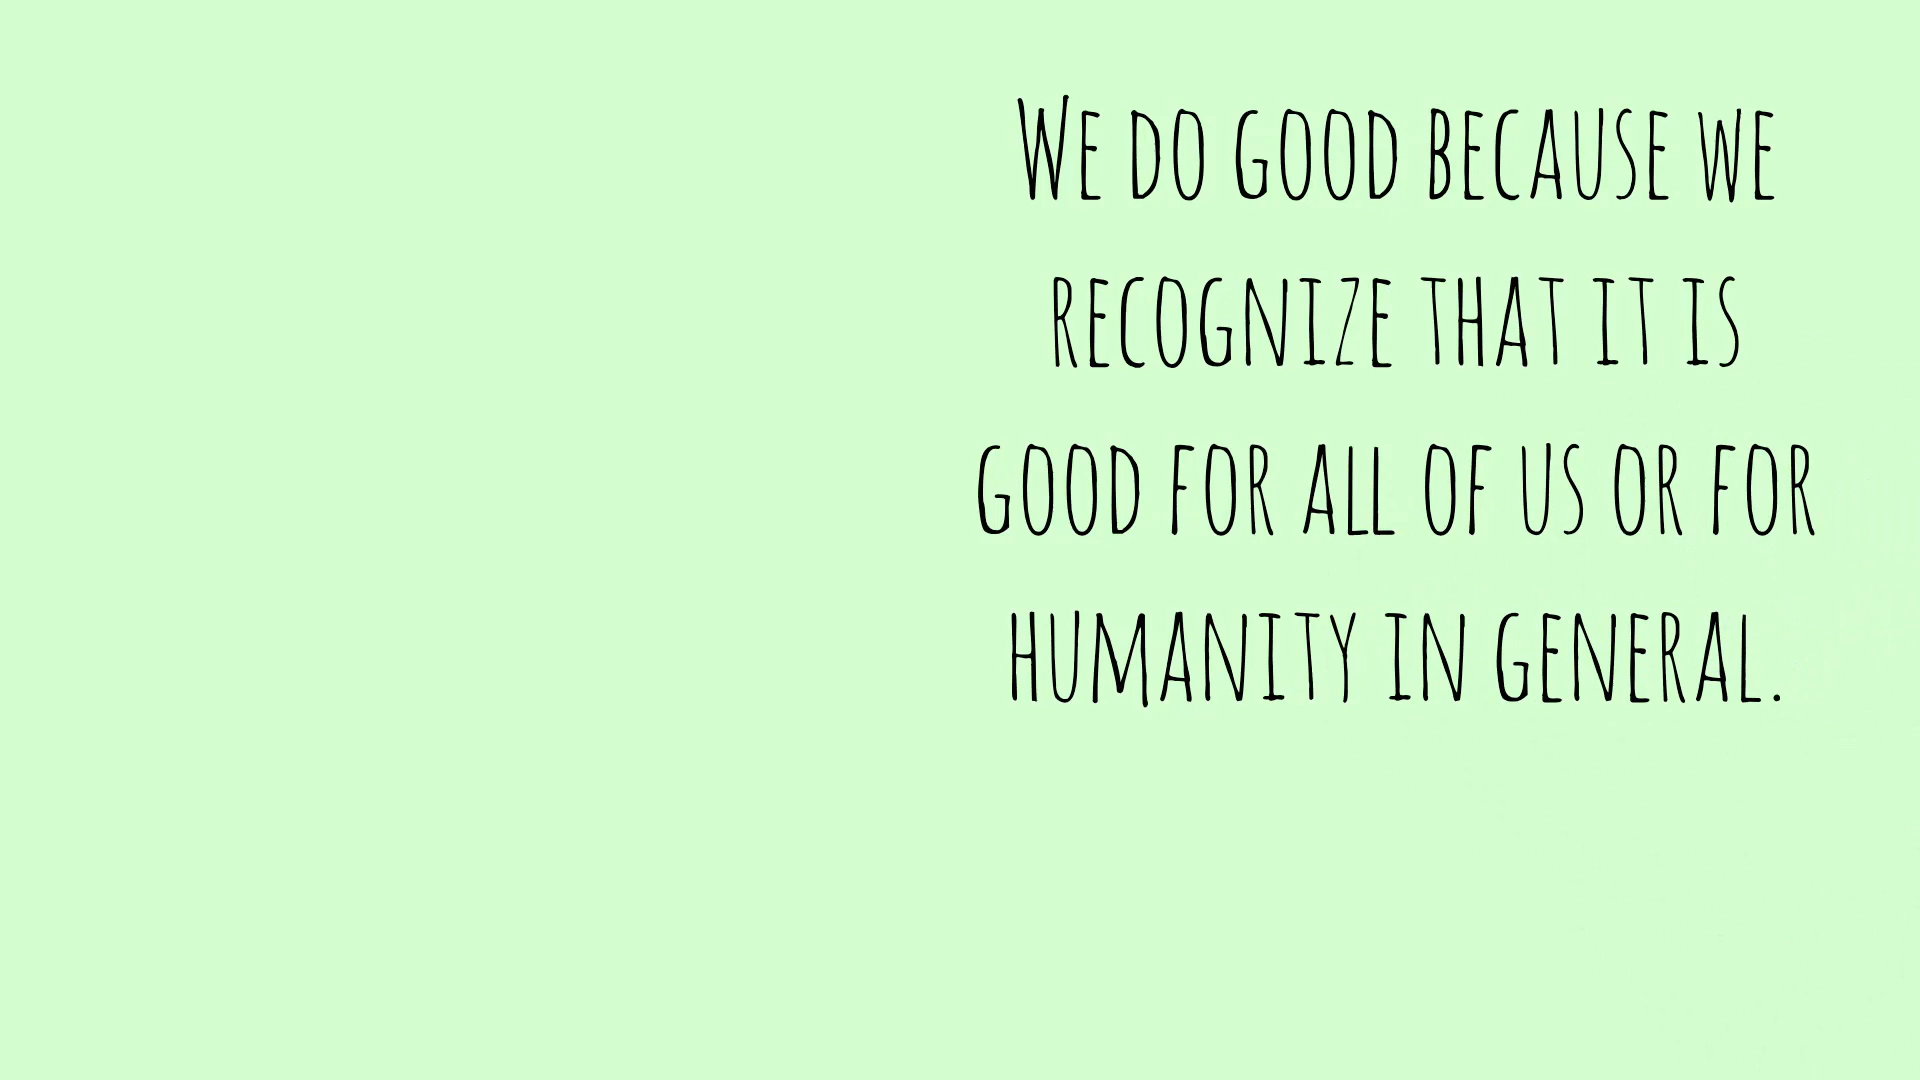 We do good because we
recognize that it is
good for all of us or for
humanity in general.